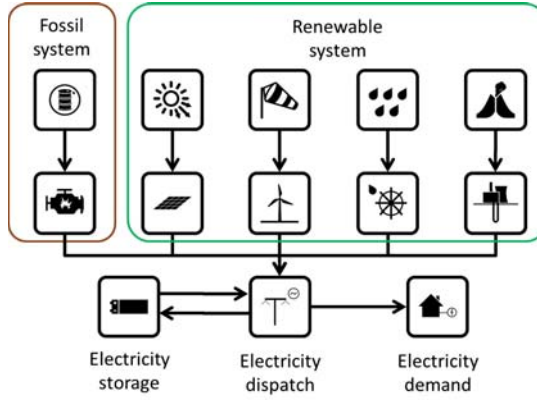 Fossil
system
Renewable
system
Electricity
storage
Electricity
dispatch
Electricity
demand